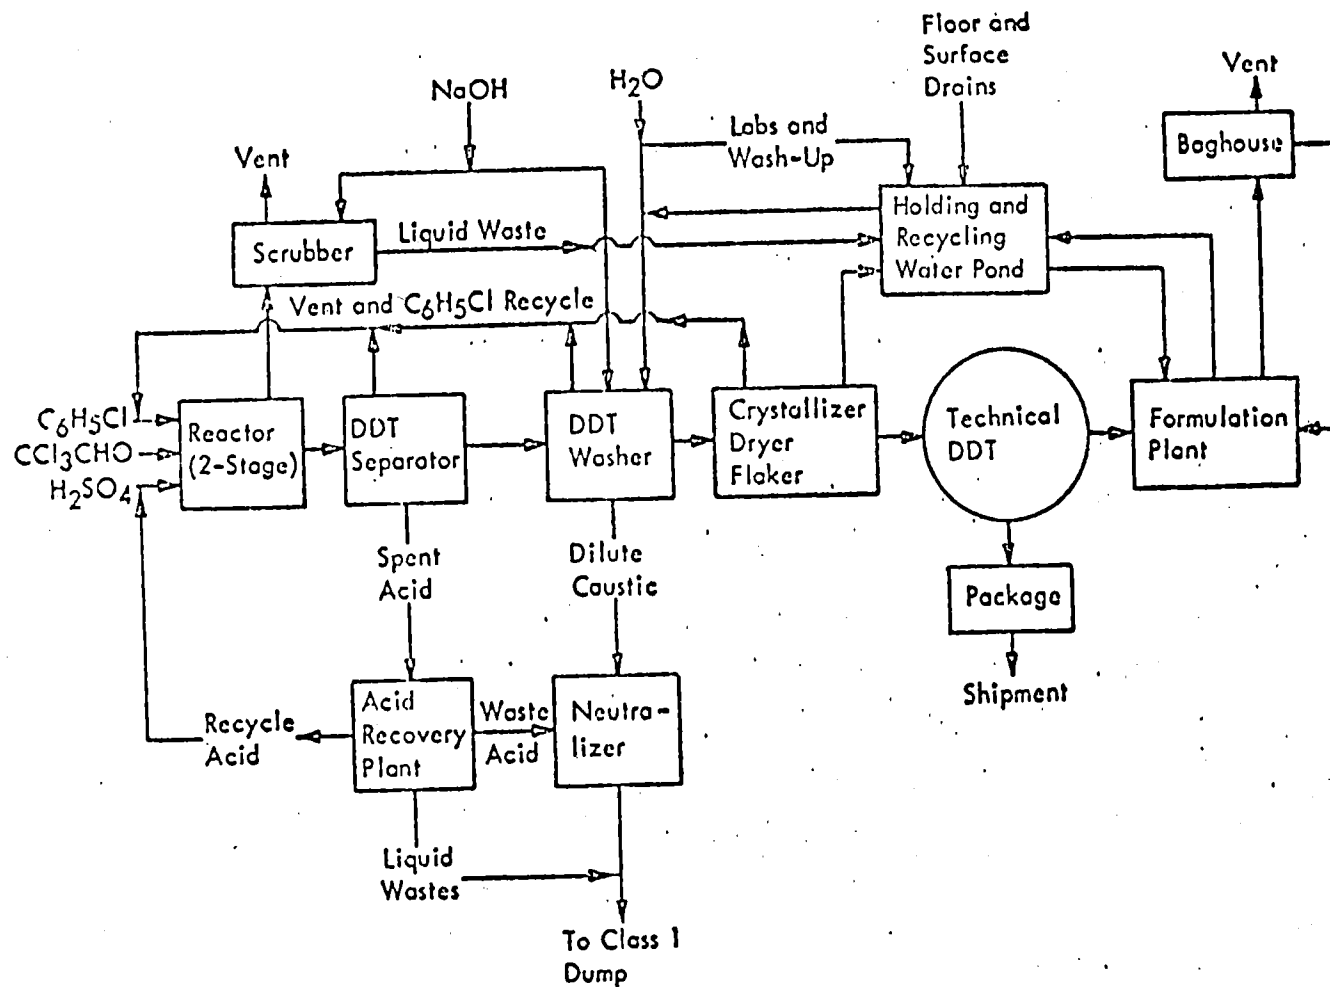 Floor and
Surface
Drains
Vent
NaOH
H₂O
Labs and
Wash-Up
Baghouse
Vent
Scrubber
Liquid Waste
Holding and
Recycling
Water Pond
Vent and C₆H₅Cl Recycle
C₆H₅Cl
CCl₃CHO
H₂SO₄
Reactor
(2-Stage)
DDT
Separator
DDT
Washer
Crystallizer
Dryer
Flaker
Technical
DDT
Formulation
Plant
Spent
Acid
Dilute
Caustic
Package
Shipment
Recycle
Acid
Acid
Recovery
Plant
Waste
Acid
Neutra-
lizer
Liquid
Wastes
To Class 1
Dump